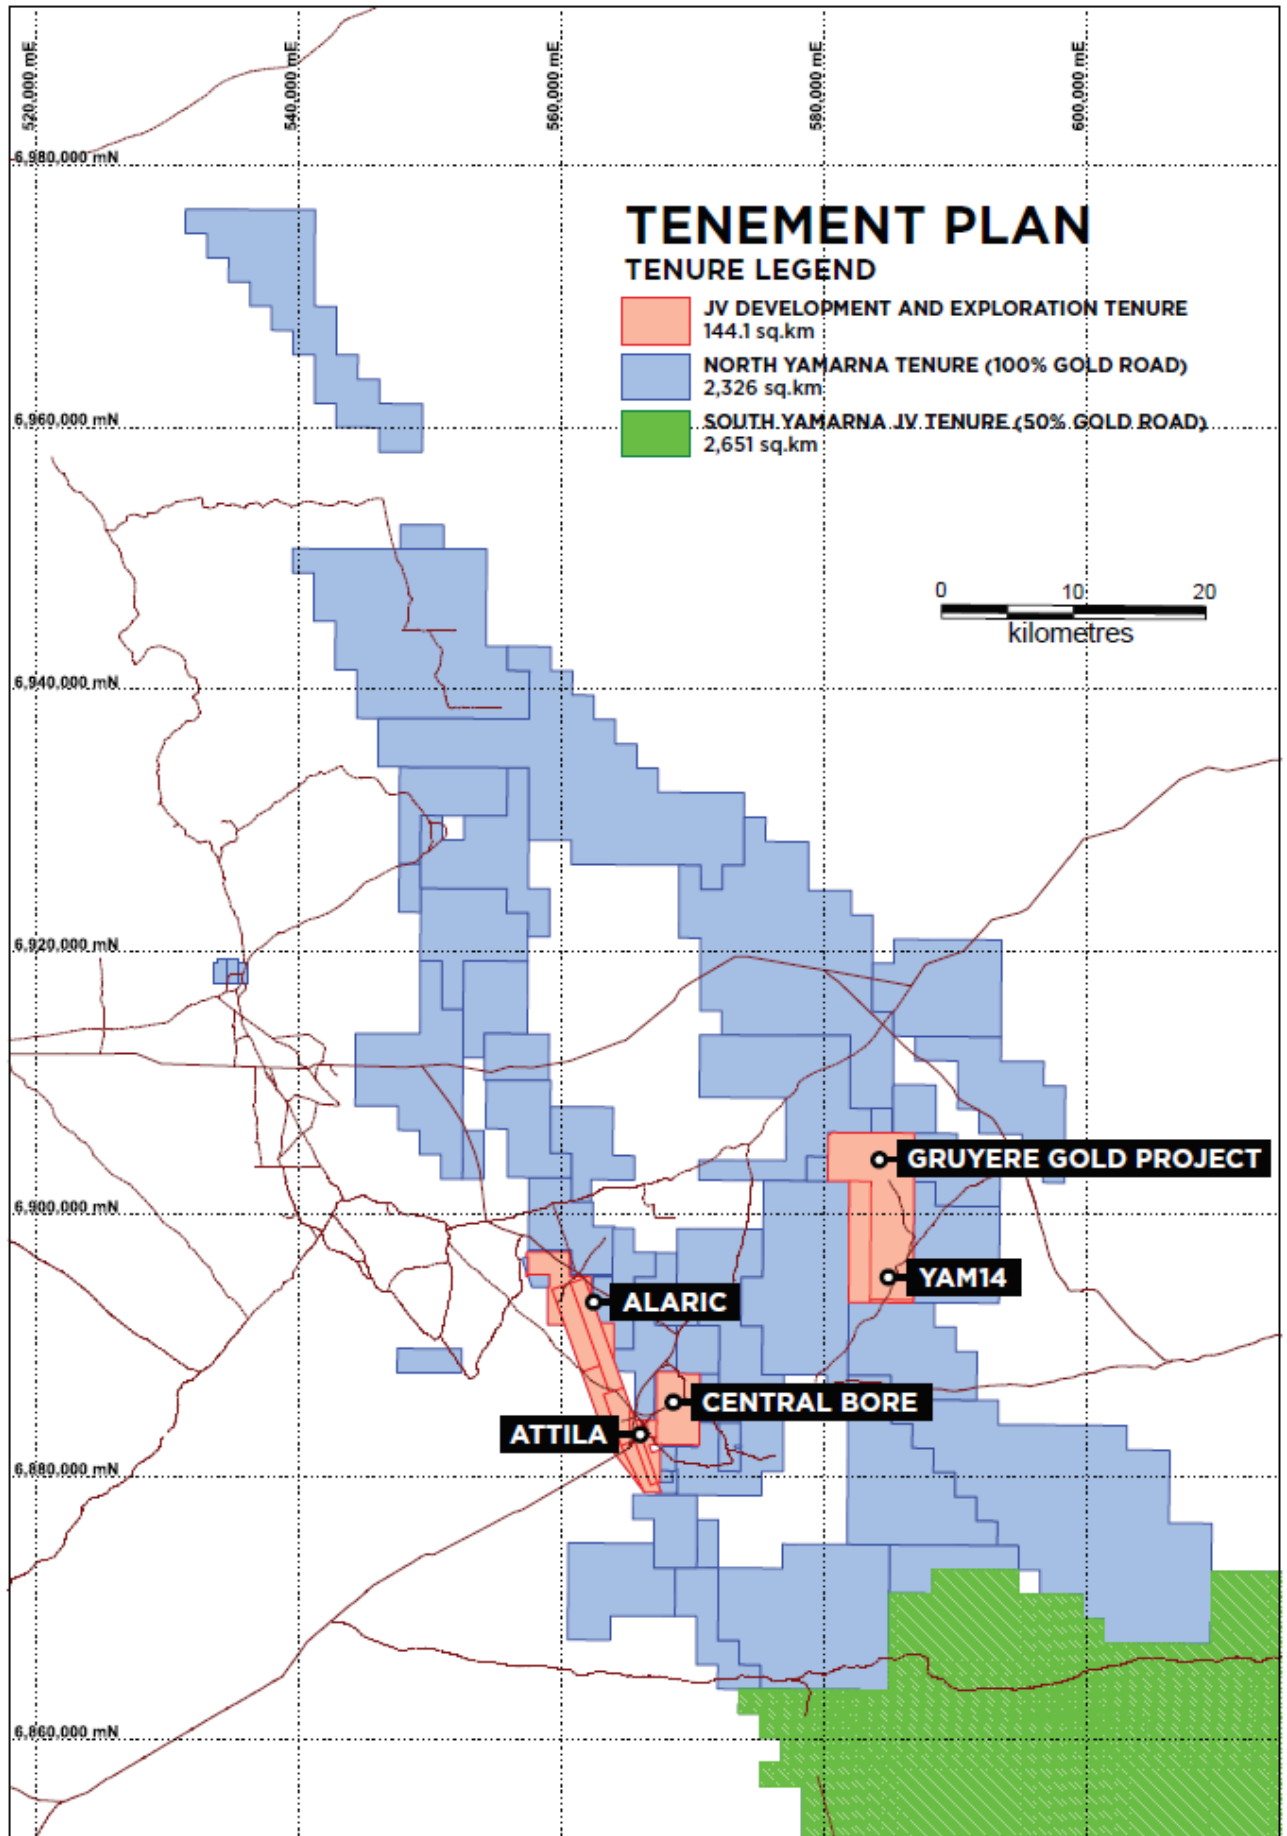 520,000 mE
540,000 mE
560,000 mE
580,000 mE
600,000 mE
6,980,000 mN
TENEMENT PLAN
TENURE LEGEND
JV DEVELOPMENT AND EXPLORATION TENURE
144.1 sq.km
NORTH YAMARNA TENURE (100% GOLD ROAD)
2,326 sq.km
6,960,000 mN
SOUTH YAMARNA JV TENURE (50% GOLD ROAD)
2,651 sq.km
0 10 20
kilometres
6,940,000 mN
6,920,000 mN
GRUYERE GOLD PROJECT
6,900,000 mN
YAM14
ALARIC
CENTRAL BORE
ATTILA
6,880,000 mN
6,860,000 mN